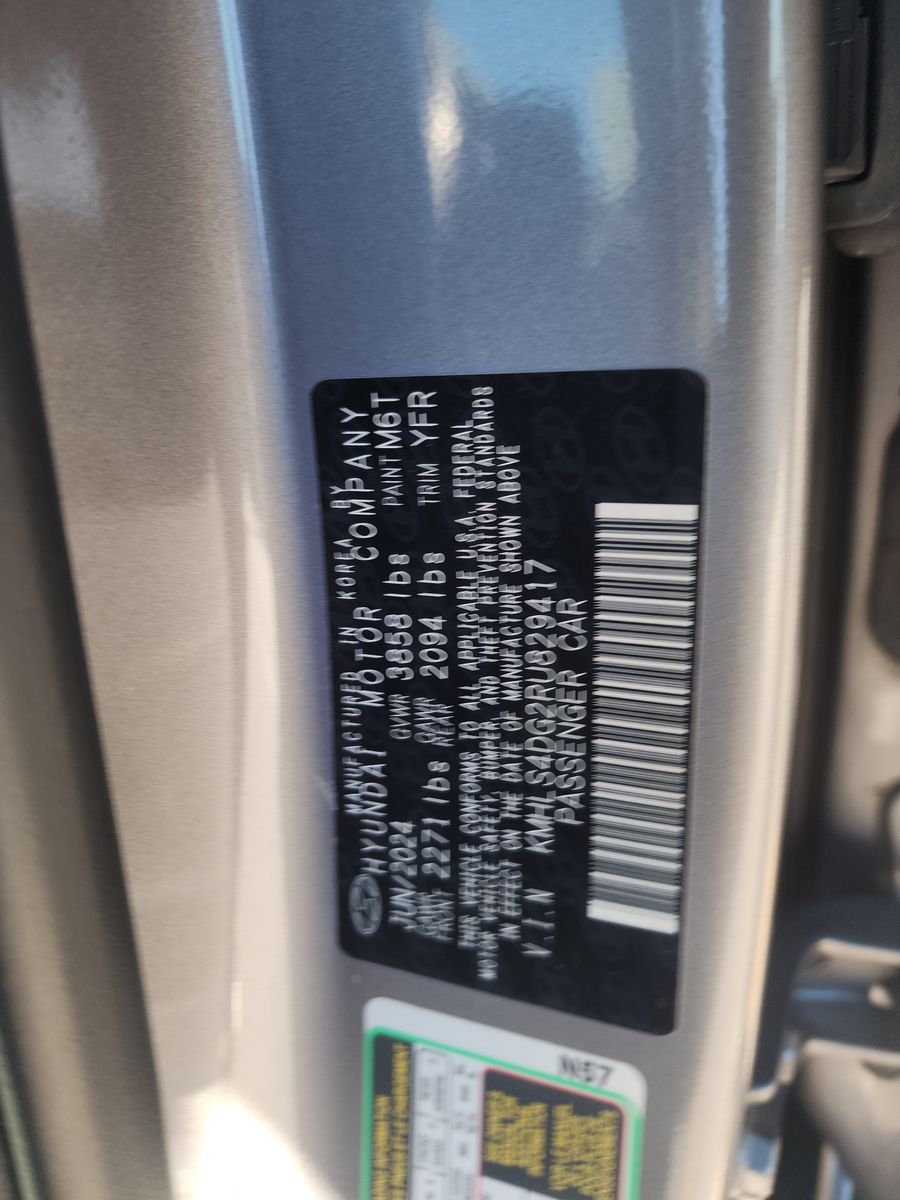 MANUFACTURED IN KOREA BY
HYUNDAI MOTOR COMPANY
JUN/2024 GVWR 3858 lbs PAINT M6T
GAWR FRONT 2271 lbs GAWR REAR 2094 lbs TRIM YFR
THIS VEHICLE CONFORMS TO ALL APPLICABLE U.S.A. FEDERAL
MOTOR VEHICLE SAFETY, BUMPER, AND THEFT PREVENTION STANDARDS
IN EFFECT ON THE DATE OF MANUFACTURE SHOWN ABOVE
V.I.N KMHLS4DG2RU829417
PASSENGER CAR
N57